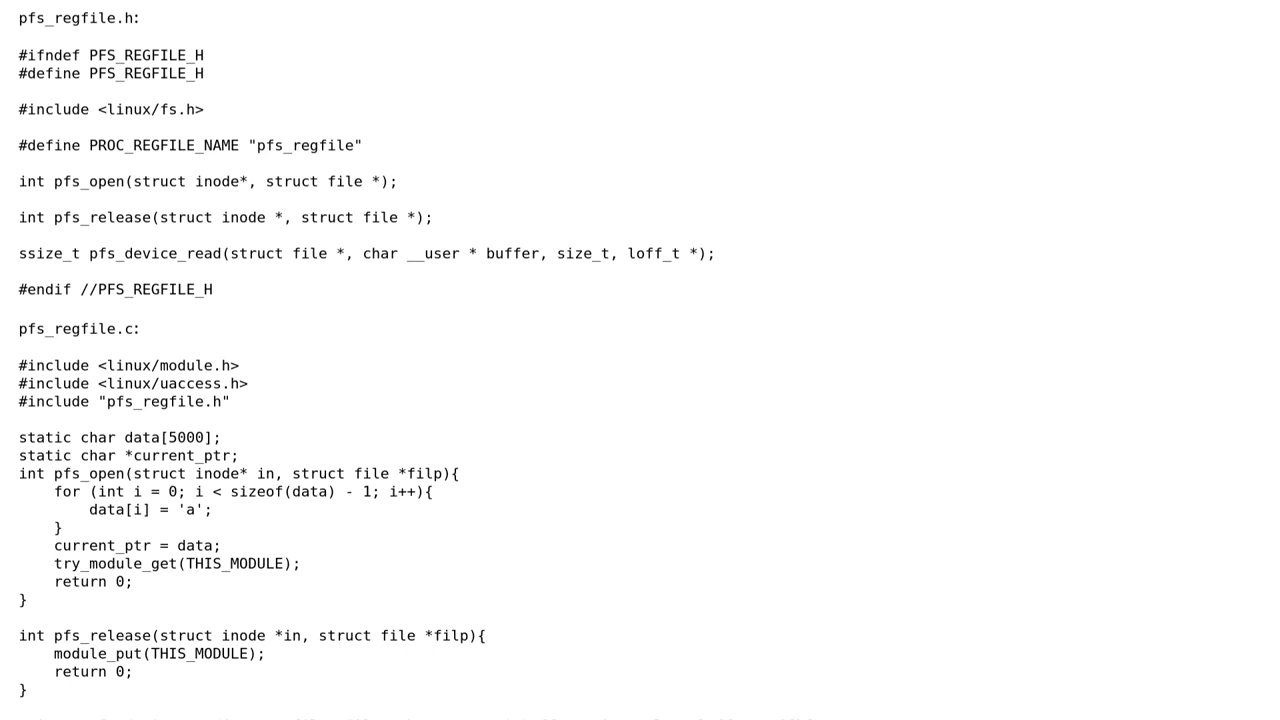 pfs_regfile.h:
#ifndef PFS_REGFILE_H
#define PFS_REGFILE_H
#include <linux/fs.h>
#define PROC_REGFILE_NAME "pfs_regfile"
int pfs_open(struct inode*, struct file *);
int pfs_release(struct inode *, struct file *);
ssize_t pfs_device_read(struct file *, char __user * buffer, size_t, loff_t *);
#endif //PFS_REGFILE_H
pfs_regfile.c:
#include <linux/module.h>
#include <linux/uaccess.h>
#include "pfs_regfile.h"
static char data[5000];
static char *current_ptr;
int pfs_open(struct inode* in, struct file *filp){
    for (int i = 0; i < sizeof(data) - 1; i++){
        data[i] = 'a';
    }
    current_ptr = data;
    try_module_get(THIS_MODULE);
    return 0;
}
int pfs_release(struct inode *in, struct file *filp){
    module_put(THIS_MODULE);
    return 0;
}